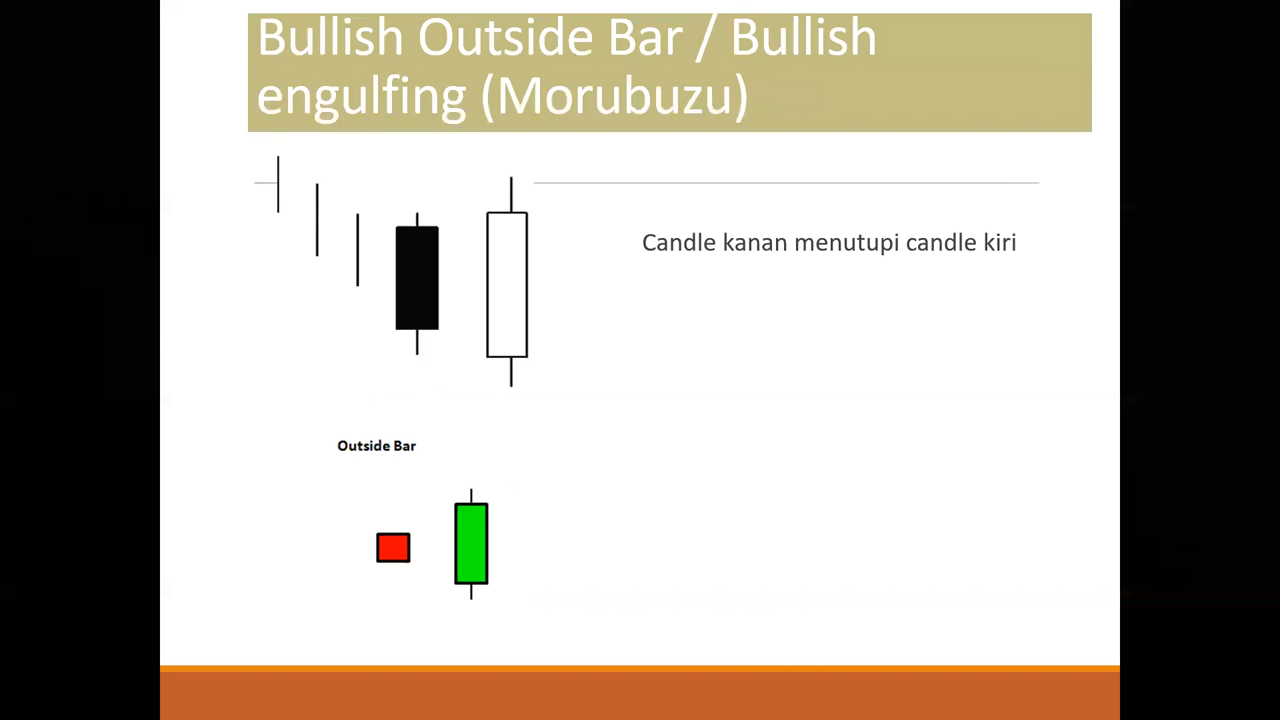 Bullish Outside Bar / Bullish
engulfing (Morubuzu)
Candle kanan menutupi candle kiri
Outside Bar